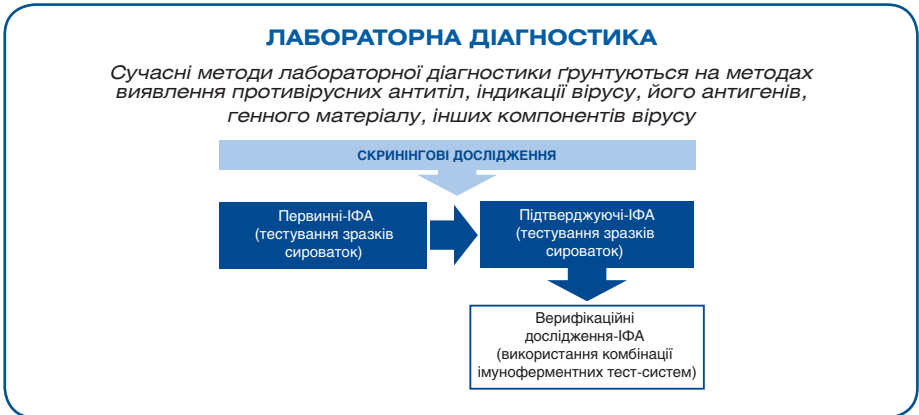 ЛАБОРАТОРНА ДІАГНОСТИКА
Сучасні методи лабораторної діагностики ґрунтуються на методах
виявлення противірусних антитіл, індикації вірусу, його антигенів,
генного матеріалу, інших компонентів вірусу
СКРИНІНГОВІ ДОСЛІДЖЕННЯ
Первинні-ІФА
(тестування зразків
сироваток)
Підтверджуючі-ІФА
(тестування зразків
сироваток)
Верифікаційні
дослідження-ІФА
(використання комбінації
імуноферментних тест-систем)